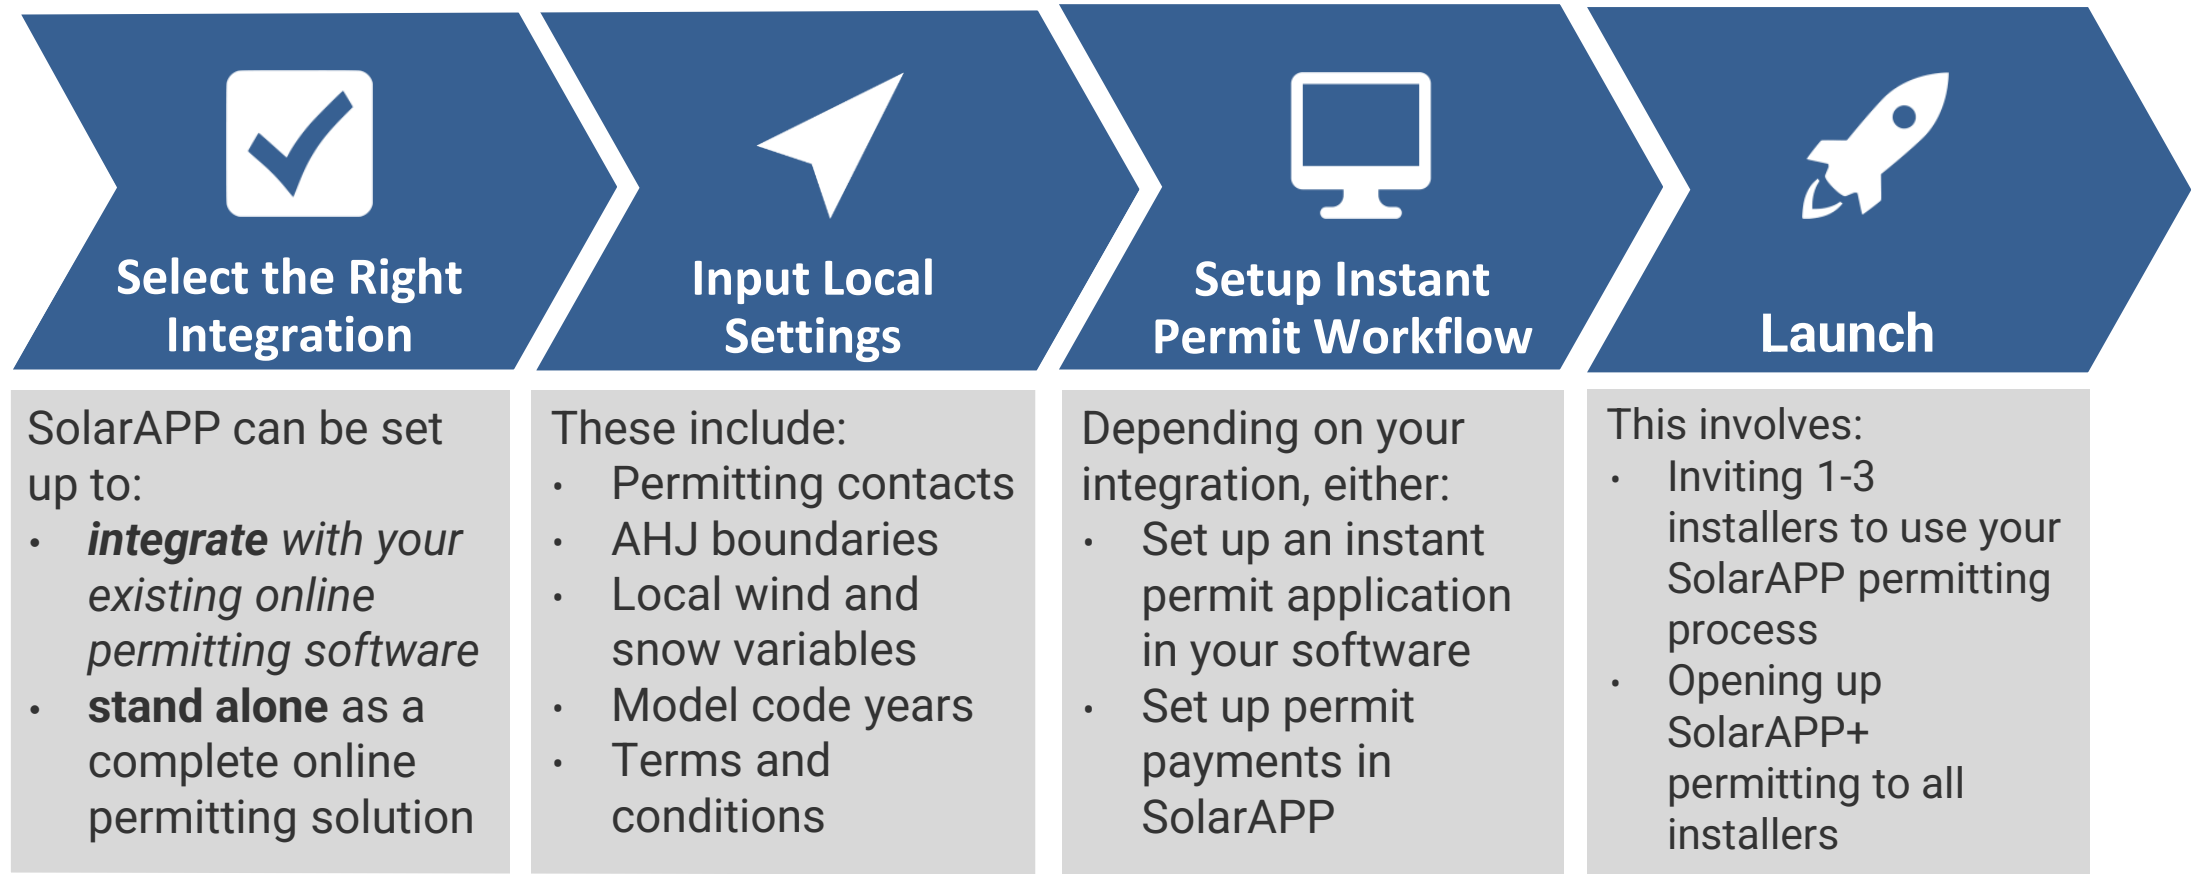 Select the Right
Integration
SolarAPP can be set
up to:
• integrate with your
existing online
permitting software
• stand alone as a
complete online
permitting solution
Input Local
Settings
These include:
• Permitting contacts
• AHJ boundaries
• Local wind and
snow variables
• Model code years
• Terms and
conditions
Setup Instant
Permit Workflow
Depending on your
integration, either:
• Set up an instant
permit application
in your software
• Set up permit
payments in
SolarAPP
Launch
This involves:
• Inviting 1-3
installers to use your
SolarAPP permitting
process
• Opening up
SolarAPP+
permitting to all
installers